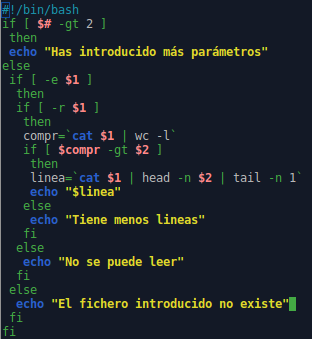 #!/bin/bash
if [ $# -gt 2 ]
then
echo "Has introducido más parámetros"
else
if [ -e $1 ]
then
if [ -r $1 ]
then
compr=`cat $1 | wc -l`
if [ $compr -gt $2 ]
then
linea=`cat $1 | head -n $2 | tail -n 1`
echo "$linea"
else
echo "Tiene menos lineas"
fi
else
echo "No se puede leer"
fi
else
echo "El fichero introducido no existe"
fi
fi